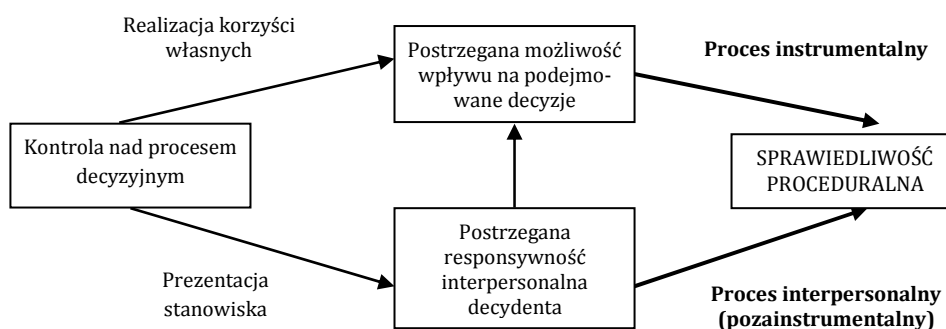 Realizacja korzyści
własnych
Postrzegana możliwość
wpływu na podejmo-
wane decyzje
Proces instrumentalny
Kontrola nad procesem
decyzyjnym
SPRAWIEDLIWOŚĆ
PROCEDURALNA
Prezentacja
stanowiska
Postrzegana
responsywność
interpersonalna
decydenta
Proces interpersonalny
(pozainstrumentalny)